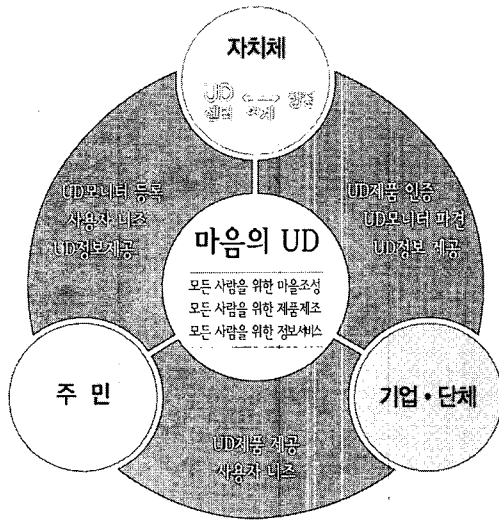 자치체
UD
센터
UD모니터 등록
사용자 니즈
UD정보제공
UD제품 인증
UD모니터 파견
UD정보 제공
마음의 UD
모든 사람을 위한 마을조성
모든 사람을 위한 제품제조
모든 사람을 위한 정보서비스
주 민
기업·단체
UD제품 제공
사용자 니즈